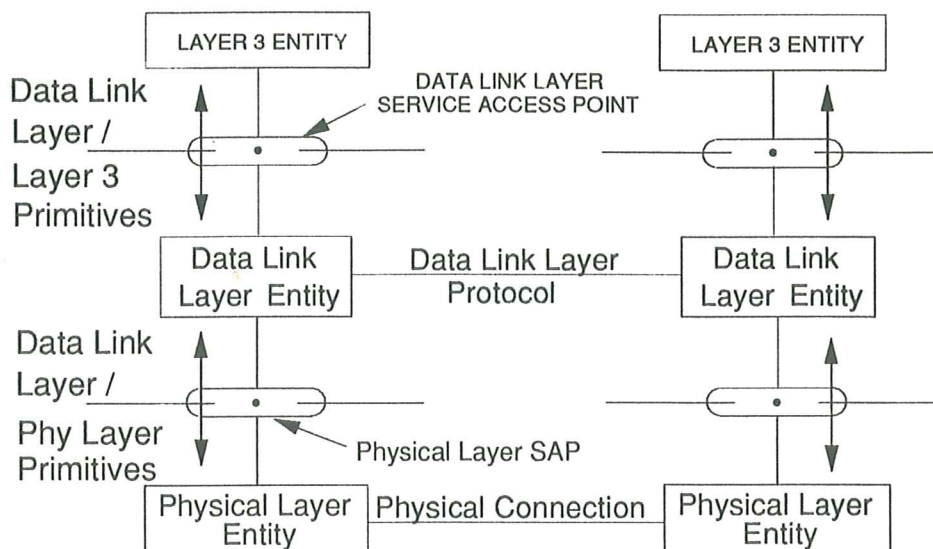 LAYER 3 ENTITY
LAYER 3 ENTITY
DATA LINK LAYER
SERVICE ACCESS POINT
Data Link
Layer /
Layer 3
Primitives
Data Link
Layer Entity
Data Link Layer
Protocol
Data Link
Layer Entity
Data Link
Layer /
Phy Layer
Primitives
Physical Layer SAP
Physical Layer
Entity
Physical Connection
Physical Layer
Entity